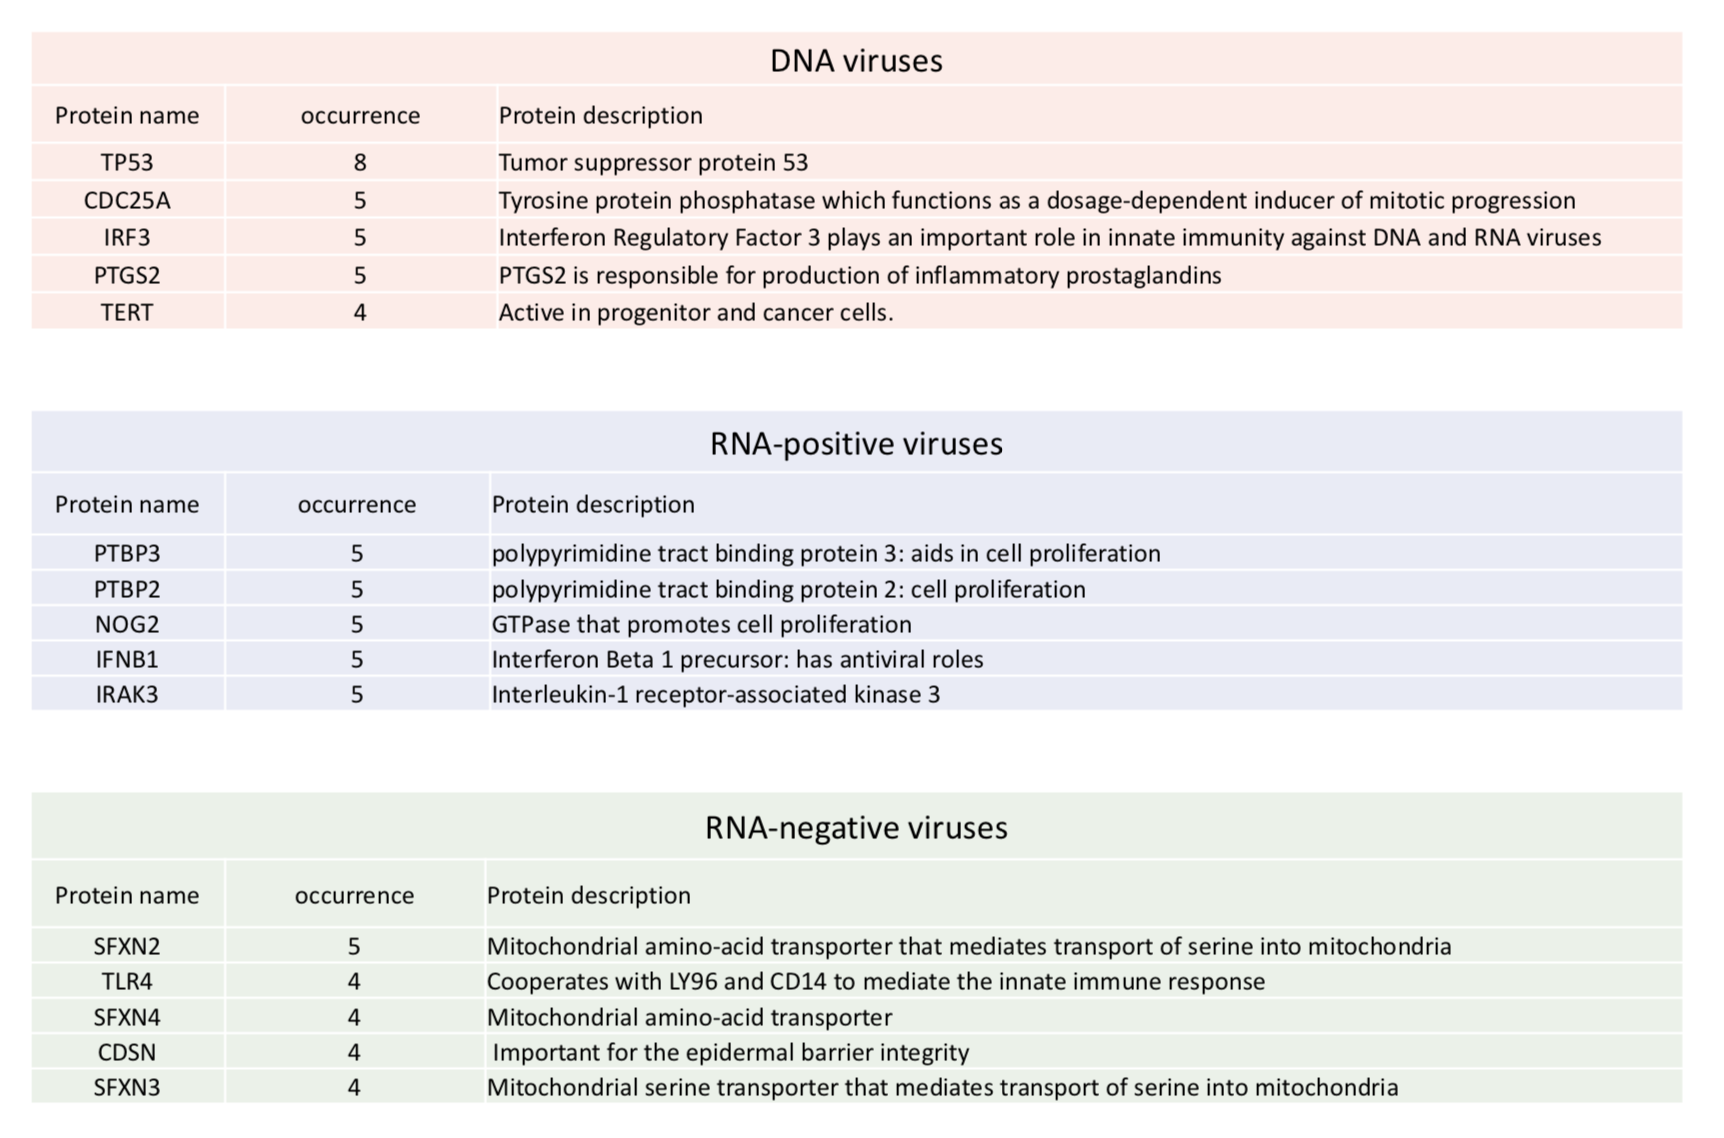 DNA viruses
Protein name occurrence Protein description
TP53 8 Tumor suppressor protein 53
CDC25A 5 Tyrosine protein phosphatase which functions as a dosage-dependent inducer of mitotic progression
IRF3 5 Interferon Regulatory Factor 3 plays an important role in innate immunity against DNA and RNA viruses
PTGS2 5 PTGS2 is responsible for production of inflammatory prostaglandins
TERT 4 Active in progenitor and cancer cells.
RNA-positive viruses
Protein name occurrence Protein description
PTBP3 5 polypyrimidine tract binding protein 3: aids in cell proliferation
PTBP2 5 polypyrimidine tract binding protein 2: cell proliferation
NOG2 5 GTPase that promotes cell proliferation
IFNB1 5 Interferon Beta 1 precursor: has antiviral roles
IRAK3 5 Interleukin-1 receptor-associated kinase 3
RNA-negative viruses
Protein name occurrence Protein description
SFXN2 5 Mitochondrial amino-acid transporter that mediates transport of serine into mitochondria
TLR4 4 Cooperates with LY96 and CD14 to mediate the innate immune response
SFXN4 4 Mitochondrial amino-acid transporter
CDSN 4 Important for the epidermal barrier integrity
SFXN3 4 Mitochondrial serine transporter that mediates transport of serine into mitochondria